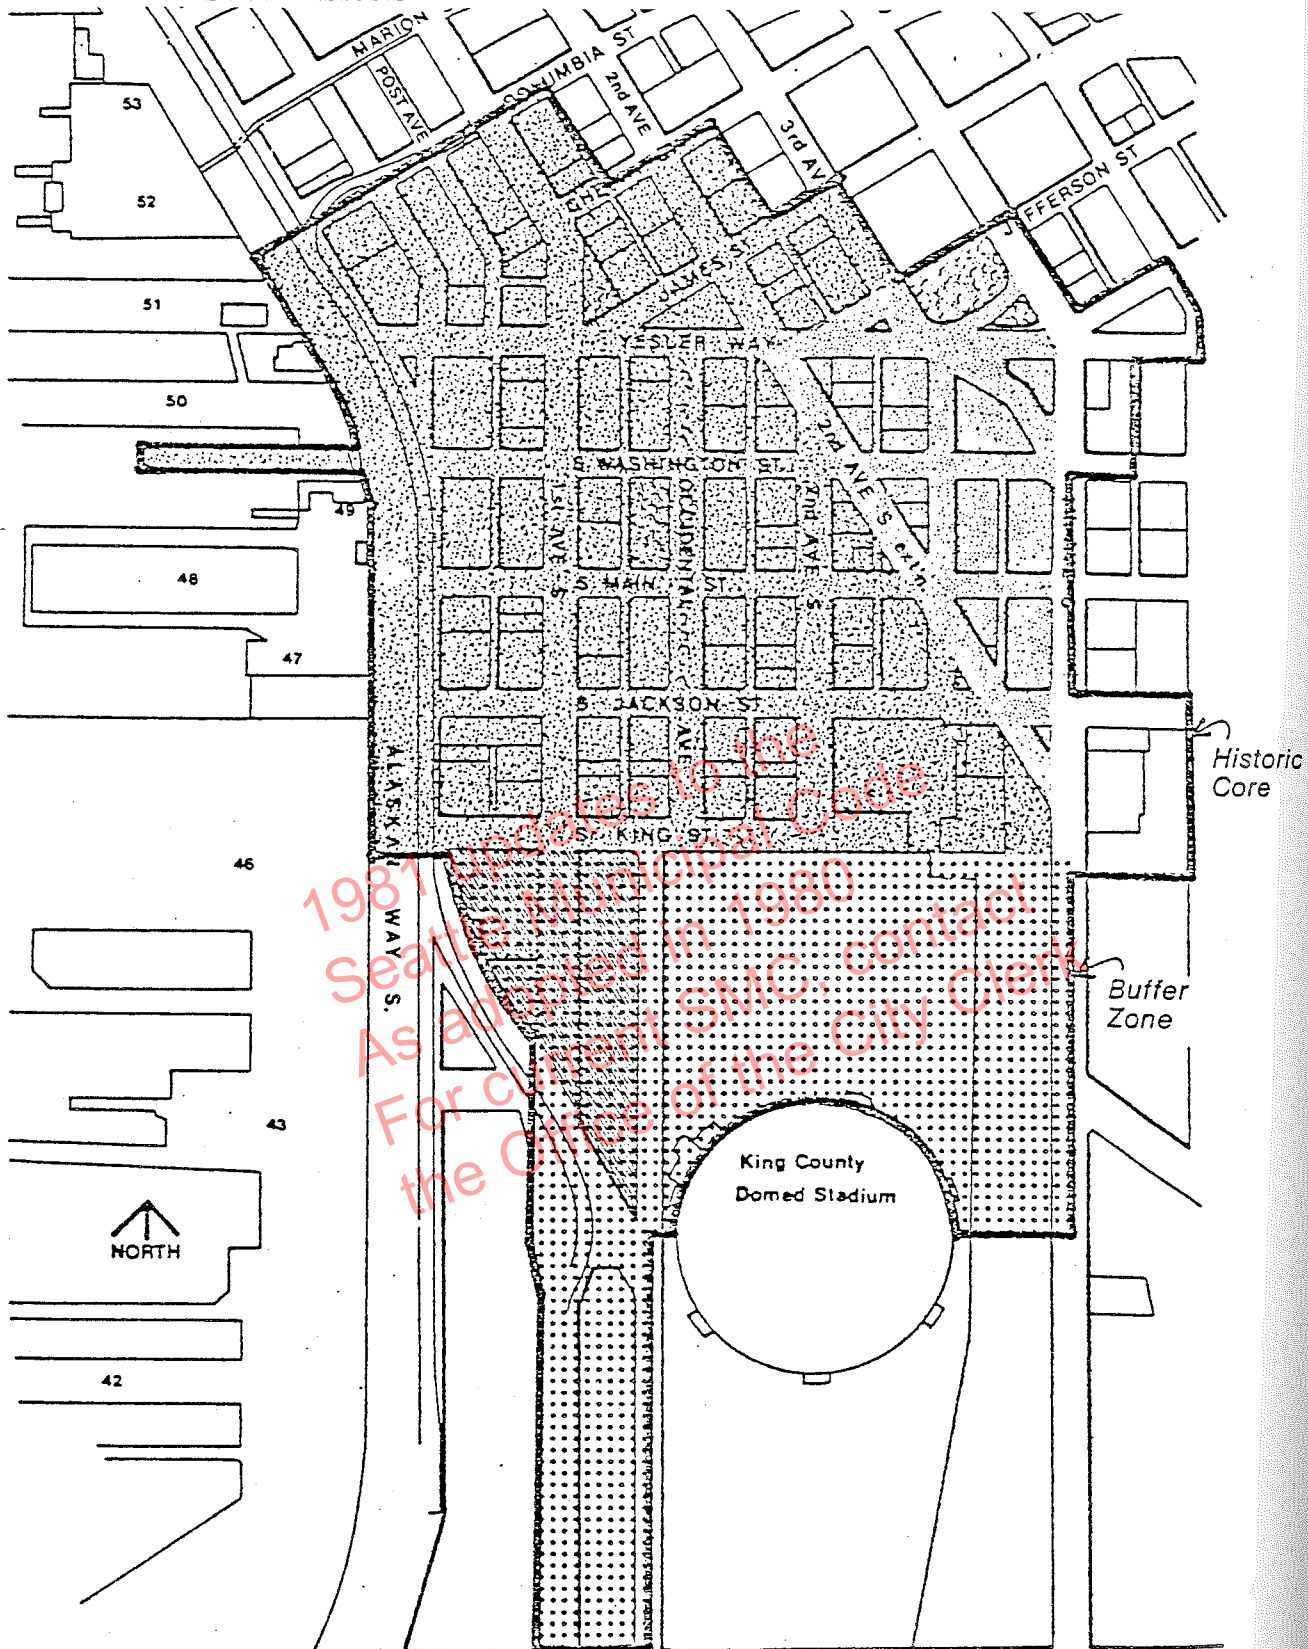 MARION
COLUMBIA ST
POST AVE
2nd AVE
3rd AV
FFERSON ST
CHE
JAMES S
53
52
51
50
49
48
47
46
43
42
YESLER WAY
S WASHINGTON ST
1st AVE S
OCCIDENTAL AVE
2nd AVE S
2nd AVE S ext'n
S MAIN ST
S JACKSON ST
S KING ST
ALASKAN WAY S.
Historic
Core
Buffer
Zone
King County
Domed Stadium
NORTH
1981 updates to the
Seattle Municipal Code
As adopted in 1980
For current SMC, contact
the Office of the City Clerk